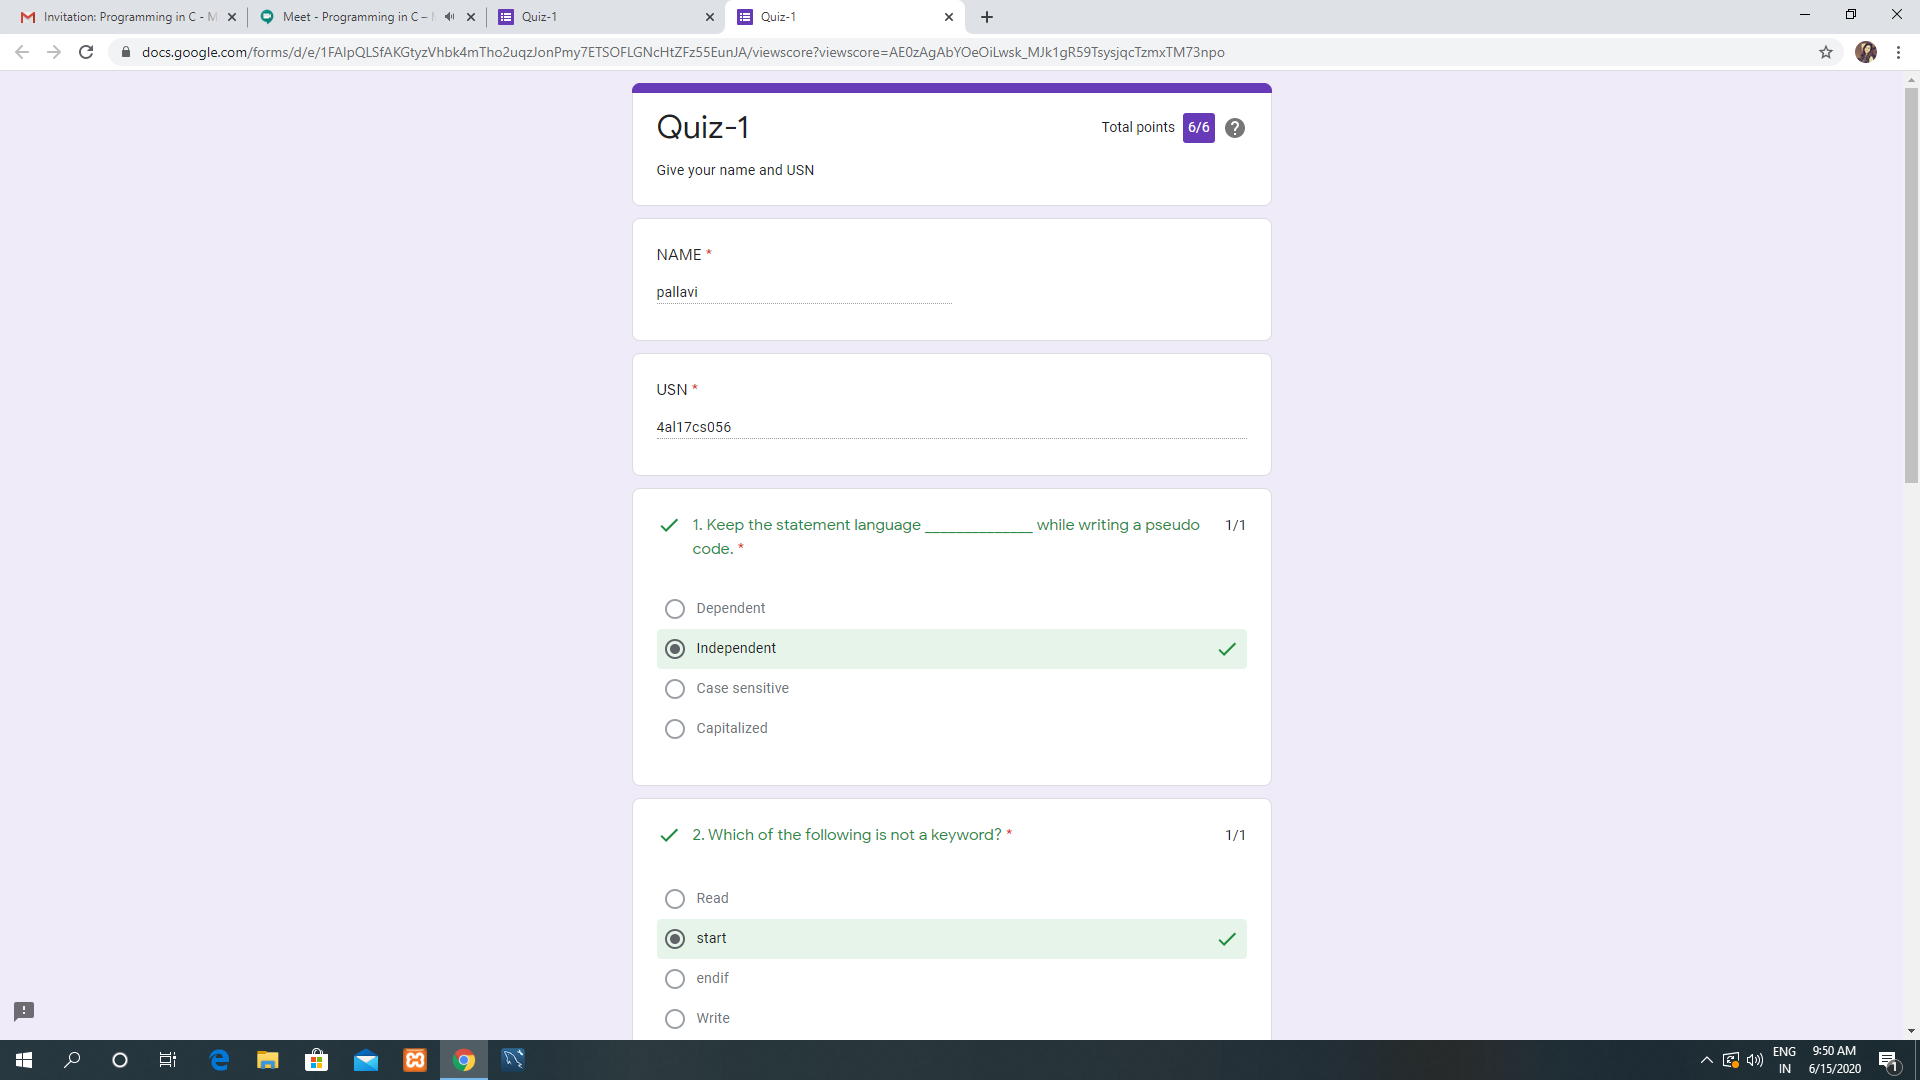 Invitation: Programming in C - M
Meet - Programming in C –
Quiz-1
Quiz-1
docs.google.com/forms/d/e/1FAIpQLSfAKGtyzVhbk4mTho2uqzJonPmy7ETSOFLGNcHtZFz55EunJA/viewscore?viewscore=AE0zAgAbYOeOiLwsk_MJk1gR59TsysjqcTzmxTM73npo
Quiz-1
Total points 6/6 ?
Give your name and USN
NAME *
pallavi
USN *
4al17cs056
1. Keep the statement language ______________ while writing a pseudo 1/1
code. *
Dependent
Independent
Case sensitive
Capitalized
2. Which of the following is not a keyword? * 1/1
Read
start
endif
Write
ENG 9:50 AM
IN 6/15/2020 1